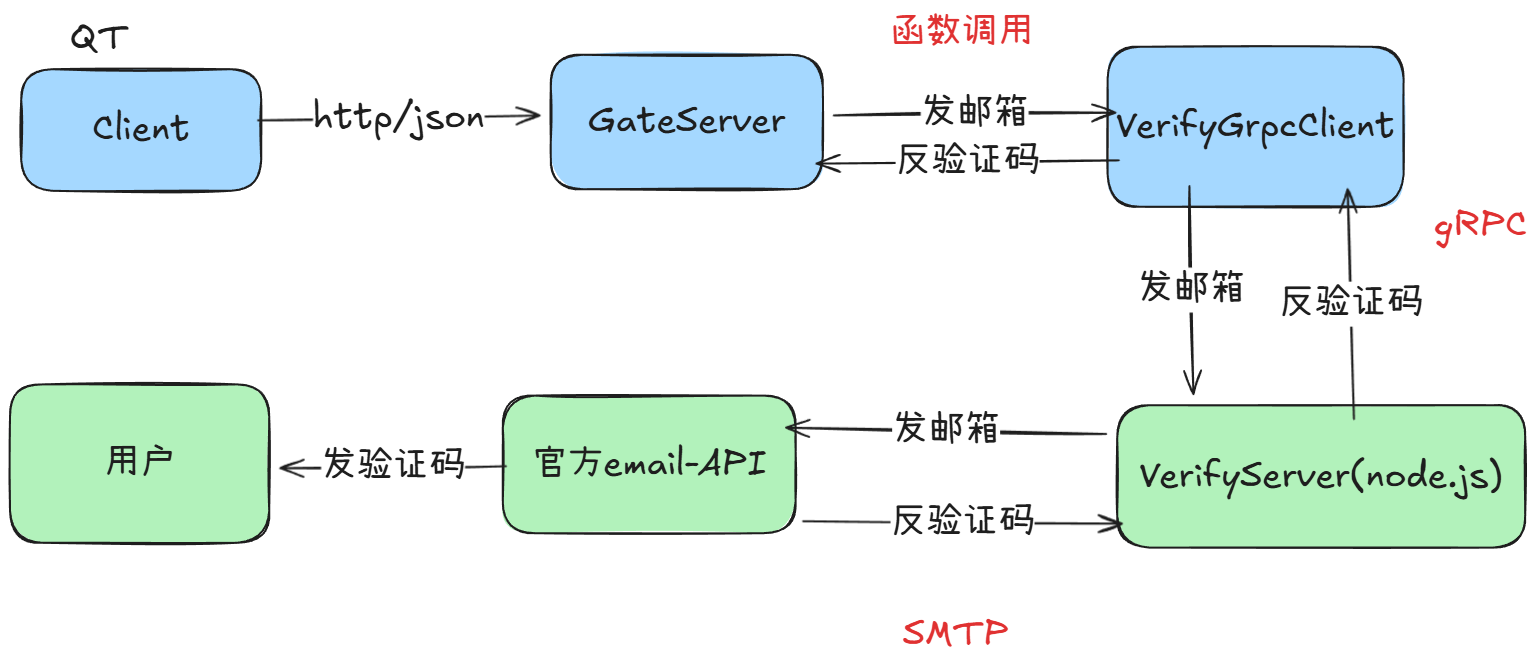 QT
函数调用
Client
http/json
GateServer
发邮箱
反验证码
VerifyGrpcClient
gRPC
发邮箱
反验证码
用户
发验证码
官方email-API
发邮箱
反验证码
VerifyServer(node.js)
SMTP